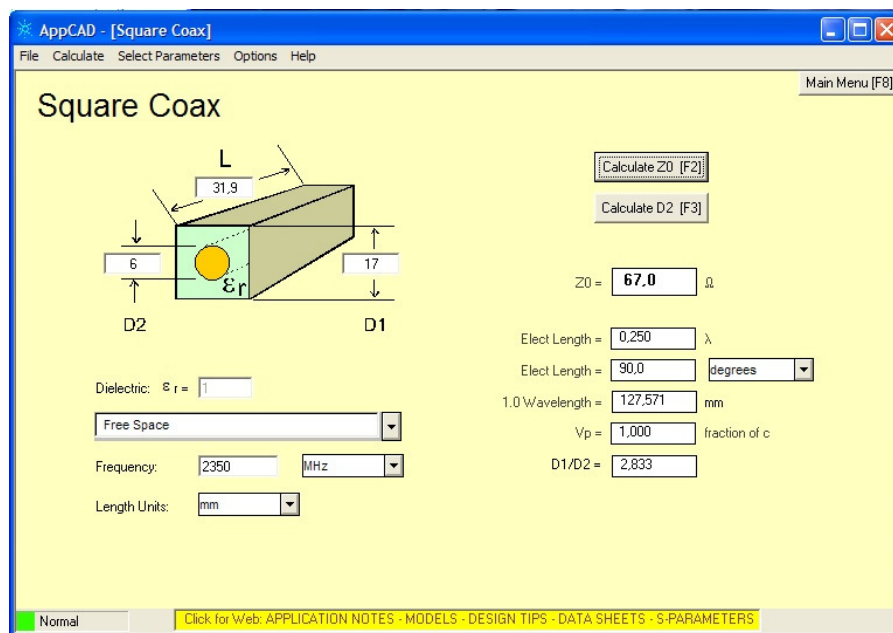 AppCAD - [Square Coax]
File Calculate Select Parameters Options Help
Main Menu [F8]
Square Coax
L
31,9
6
εr
17
D2
D1
Calculate Z0 [F2]
Calculate D2 [F3]
Z0 = 67,0 Ω
Elect Length = 0,250 λ
Elect Length = 90,0 degrees
1.0 Wavelength = 127,571 mm
Vp = 1,000 fraction of c
D1/D2 = 2,833
Dielectric: εr = 1
Free Space
Frequency: 2350 MHz
Length Units: mm
Normal
Click for Web: APPLICATION NOTES - MODELS - DESIGN TIPS - DATA SHEETS - S-PARAMETERS